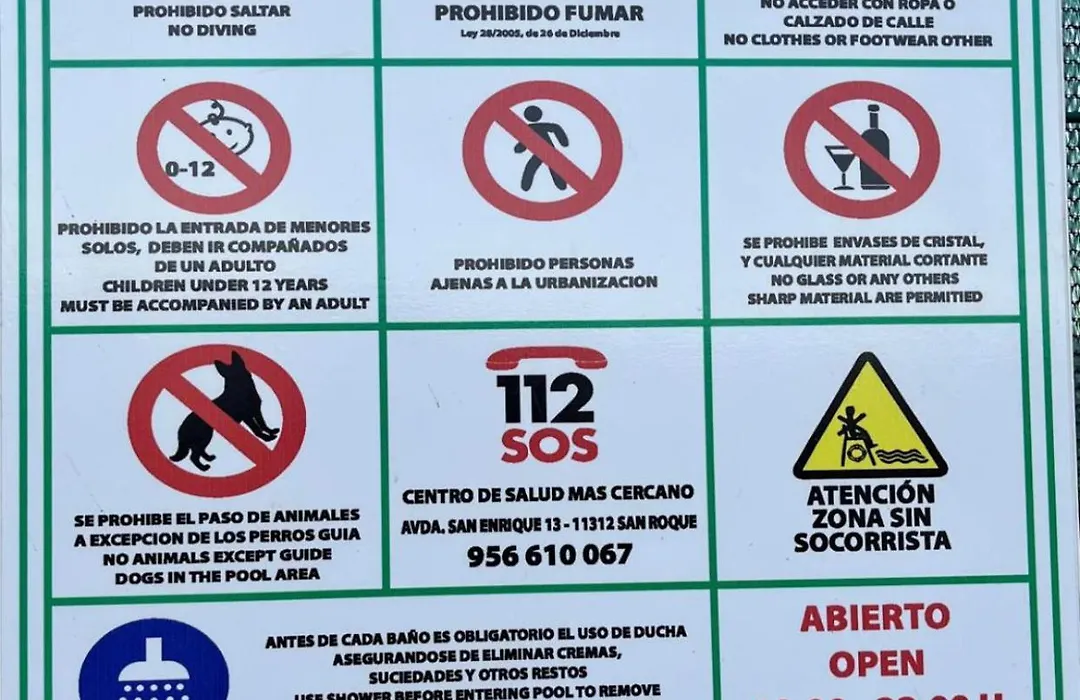 PROHIBIDO SALTAR
NO DIVING
PROHIBIDO FUMAR
Ley 28/2005, de 26 de Diciembre
NO ACCEDER CON ROPA O
CALZADO DE CALLE
NO CLOTHES OR FOOTWEAR OTHER
0-12
PROHIBIDO LA ENTRADA DE MENORES
SOLOS, DEBEN IR COMPAÑADOS
DE UN ADULTO
CHILDREN UNDER 12 YEARS
MUST BE ACCOMPANIED BY AN ADULT
PROHIBIDO PERSONAS
AJENAS A LA URBANIZACION
SE PROHIBE ENVASES DE CRISTAL,
Y CUALQUIER MATERIAL CORTANTE
NO GLASS OR ANY OTHERS
SHARP MATERIAL ARE PERMITIED
SE PROHIBE EL PASO DE ANIMALES
A EXCEPCION DE LOS PERROS GUIA
NO ANIMALS EXCEPT GUIDE
DOGS IN THE POOL AREA
112
SOS
CENTRO DE SALUD MAS CERCANO
AVDA. SAN ENRIQUE 13 - 11312 SAN ROQUE
956 610 067
ATENCIÓN
ZONA SIN
SOCORRISTA
ANTES DE CADA BAÑO ES OBLIGATORIO EL USO DE DUCHA
ASEGURANDOSE DE ELIMINAR CREMAS,
SUCIEDADES Y OTROS RESTOS
USE SHOWER BEFORE ENTERING POOL TO REMOVE
ABIERTO
OPEN